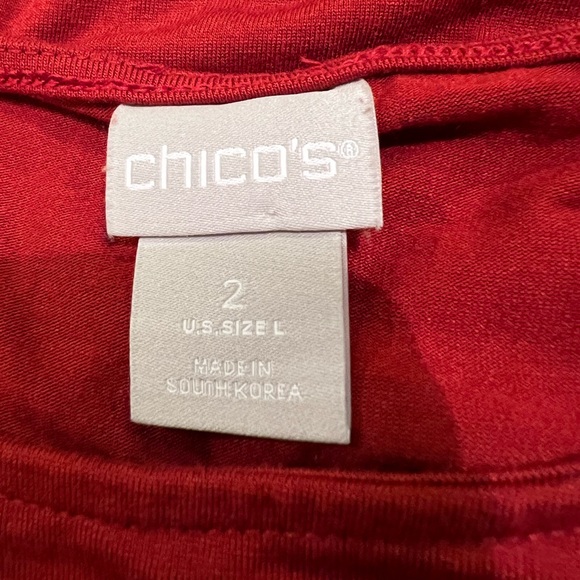 chico's®
2
U.S. SIZE L
MADE IN
SOUTH KOREA